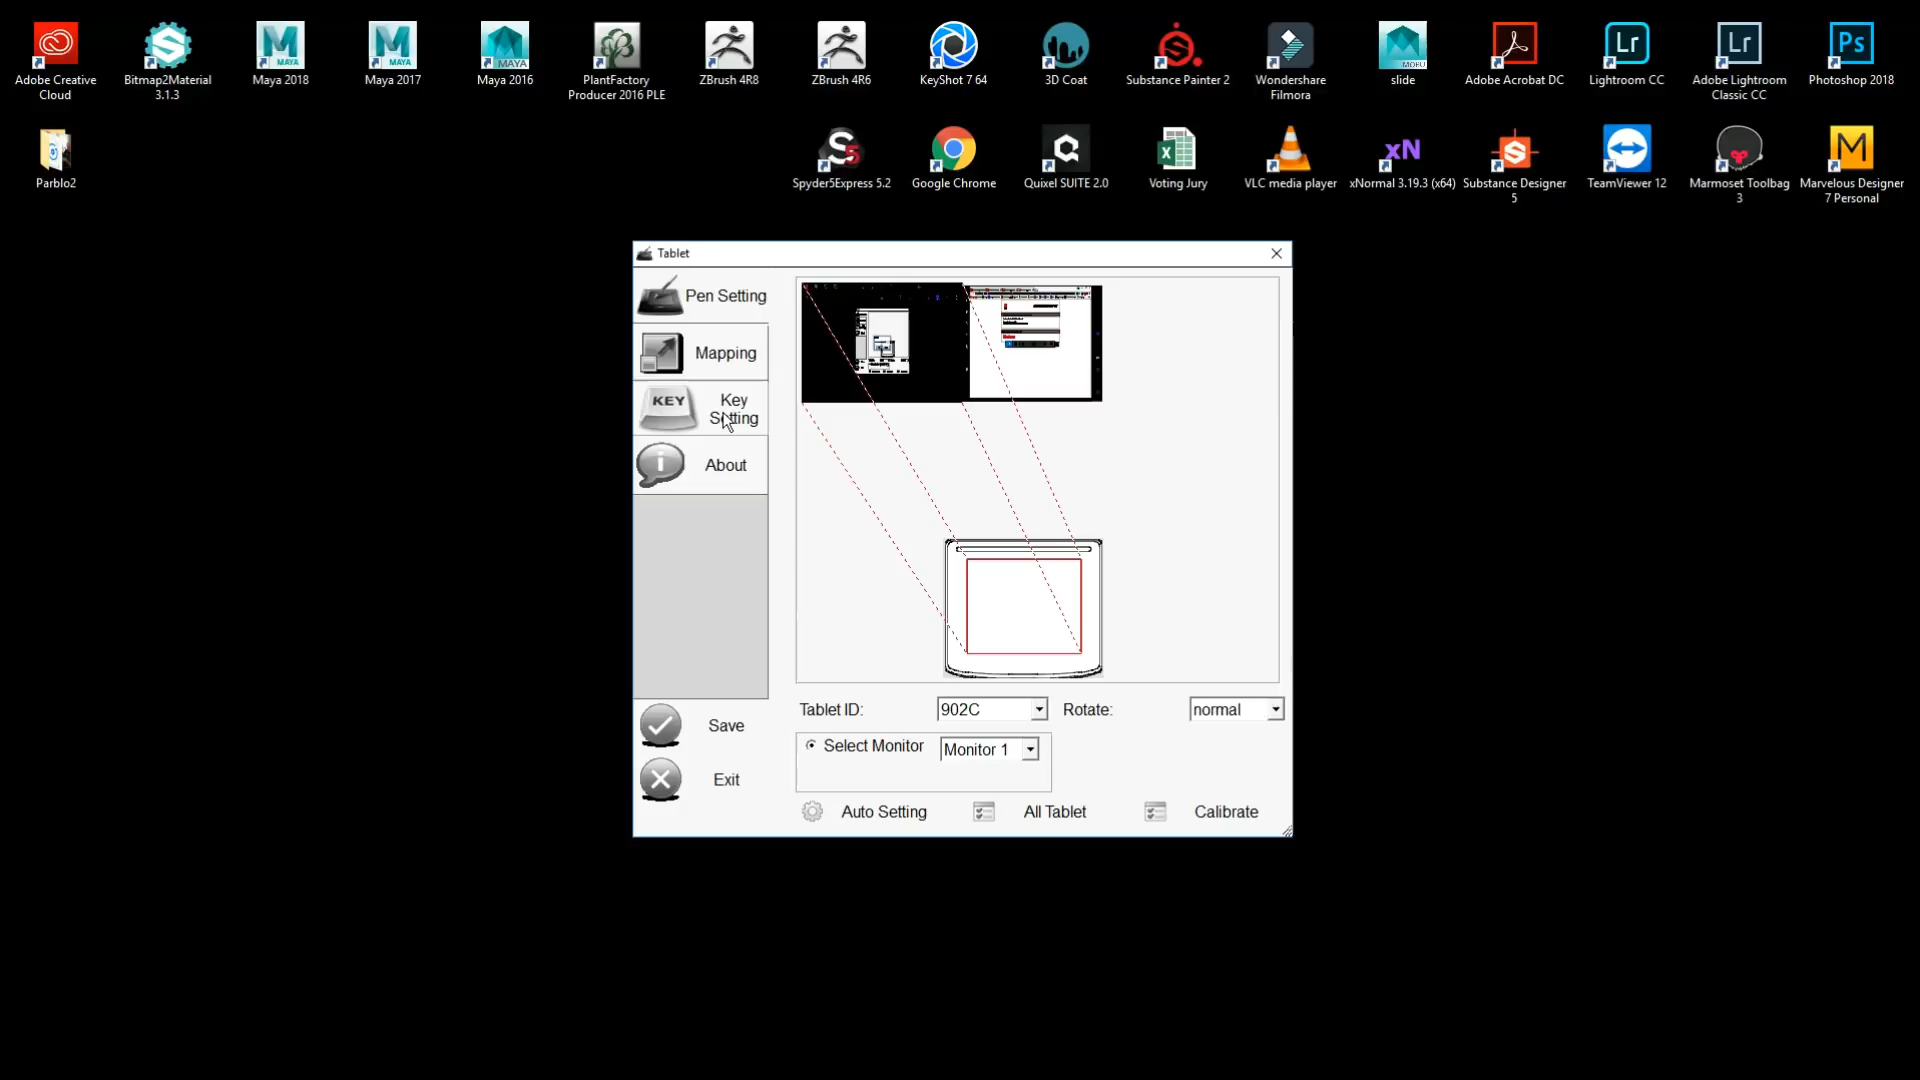 Adobe Creative
Cloud
Bitmap2Material
3.1.3
Maya 2018
Maya 2017
Maya 2016
PlantFactory
Producer 2016 PLE
ZBrush 4R8
ZBrush 4R6
KeyShot 7 64
3D Coat
Substance Painter 2
Wondershare
Filmora
slide
Adobe Acrobat DC
Lightroom CC
Adobe Lightroom
Classic CC
Photoshop 2018
Parblo2
Spyder5Express 5.2
Google Chrome
Quixel SUITE 2.0
Voting Jury
VLC media player
xNormal 3.19.3 (x64)
Substance Designer
5
TeamViewer 12
Marmoset Toolbag
3
Marvelous Designer
7 Personal
Tablet
Pen Setting
Mapping
KEY
Key
Setting
About
Save
Exit
Tablet ID:
902C
Rotate:
normal
Select Monitor
Monitor 1
Auto Setting
All Tablet
Calibrate